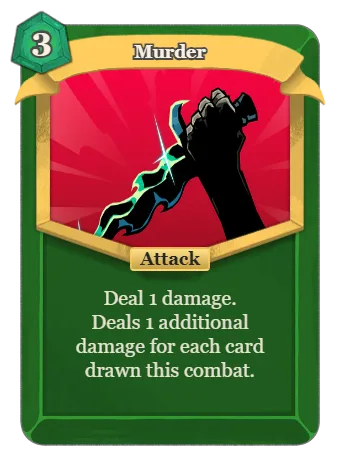 3
Murder
Attack
Deal 1 damage.
Deals 1 additional
damage for each card
drawn this combat.